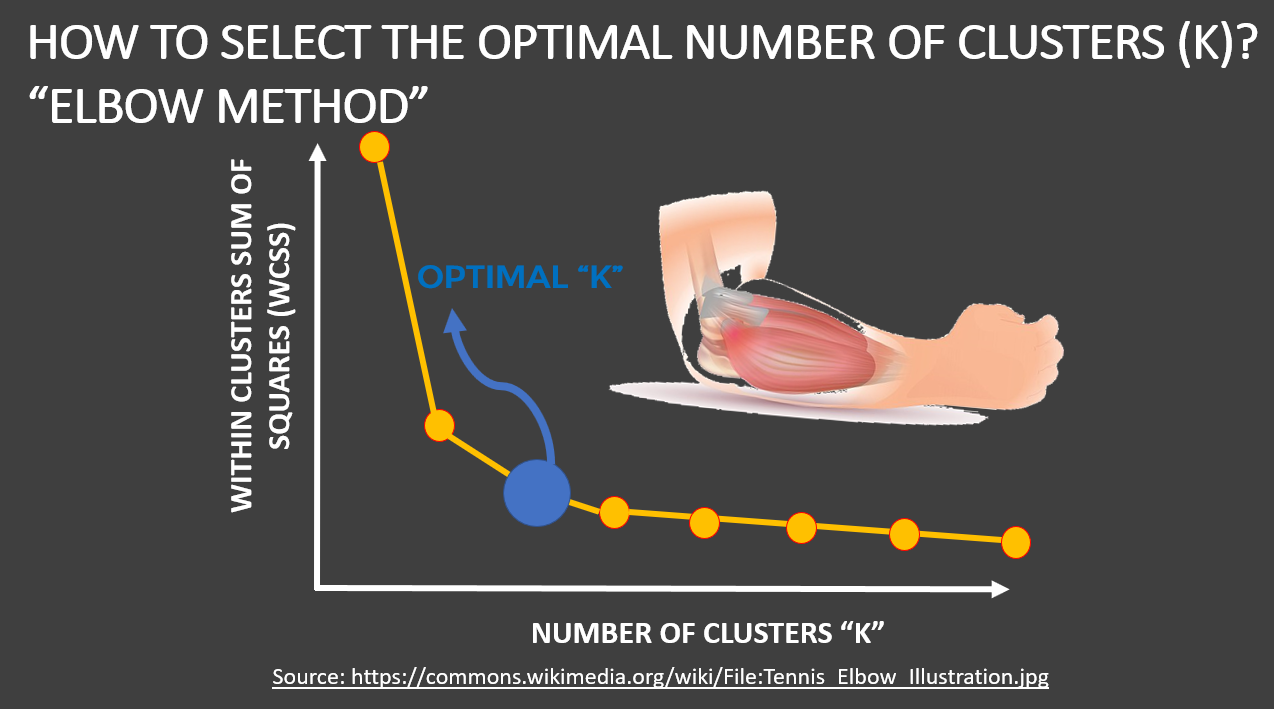 HOW TO SELECT THE OPTIMAL NUMBER OF CLUSTERS (K)?
“ELBOW METHOD”
WITHIN CLUSTERS SUM OF
SQUARES (WCSS)
OPTIMAL “K”
NUMBER OF CLUSTERS “K”
Source: https://commons.wikimedia.org/wiki/File:Tennis_Elbow_Illustration.jpg